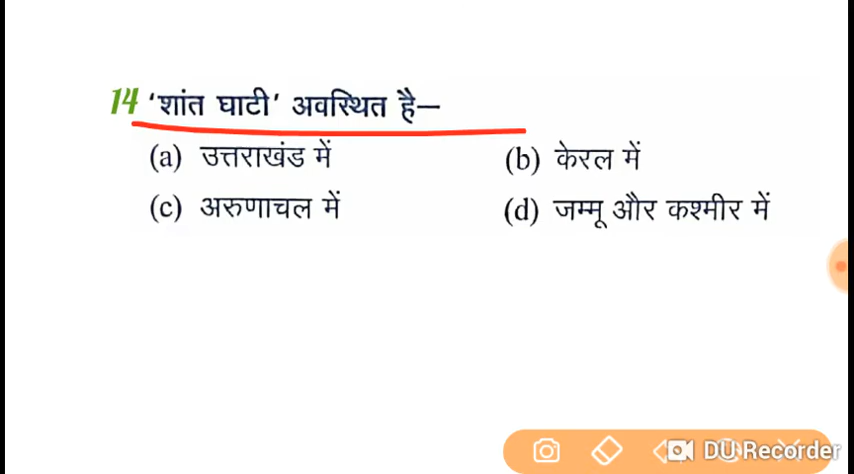 14 ‘शांत घाटी’ अवस्थित है—
(a) उत्तराखंड में (b) केरल में
(c) अरुणाचल में (d) जम्मू और कश्मीर में
DU Recorder